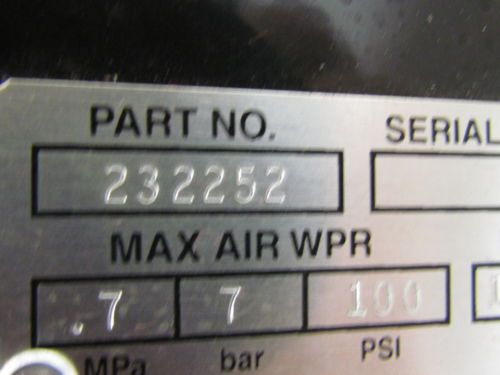 PART NO. SERIAL
232252
MAX AIR WPR
.7 7 100
MPa bar PSI